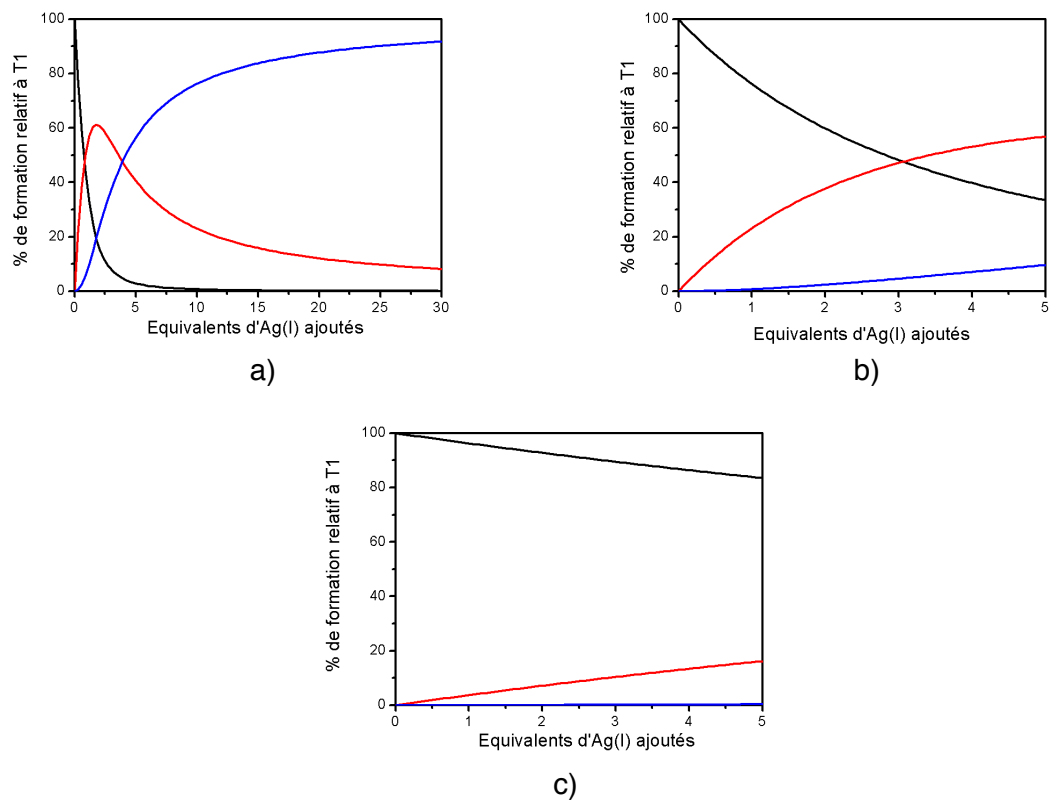 % de formation relatif à T1
100
80
60
40
20
0
0 5 10 15 20 25 30
Equivalents d'Ag(I) ajoutés
a)
% de formation relatif à T1
100
80
60
40
20
0
0 1 2 3 4 5
Equivalents d'Ag(I) ajoutés
b)
% de formation relatif à T1
100
80
60
40
20
0
0 1 2 3 4 5
Equivalents d'Ag(I) ajoutés
c)